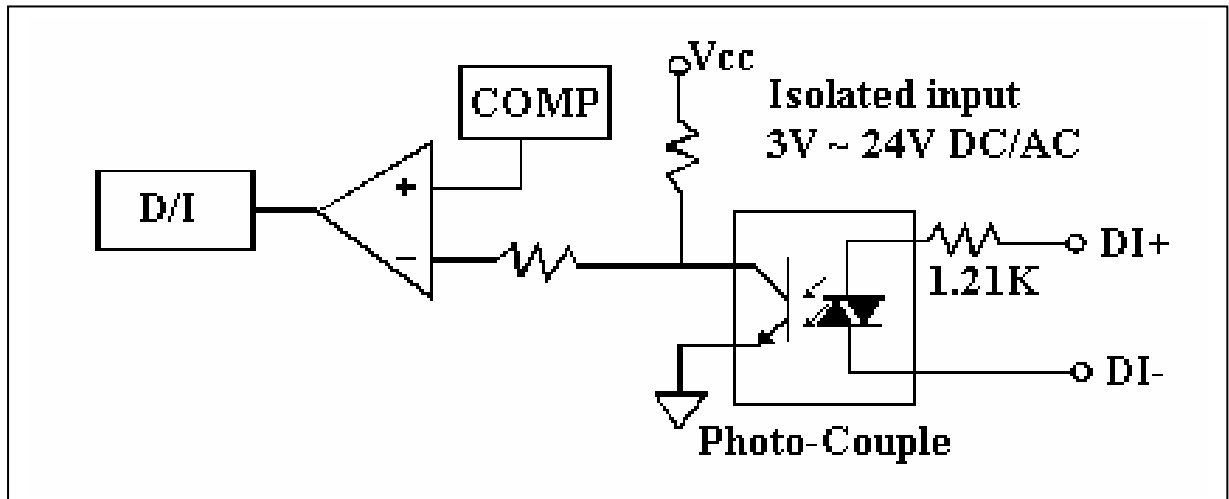 Vcc
COMP
Isolated input
3V ~ 24V DC/AC
D/I
+
−
DI+
1.21K
DI-
Photo-Couple